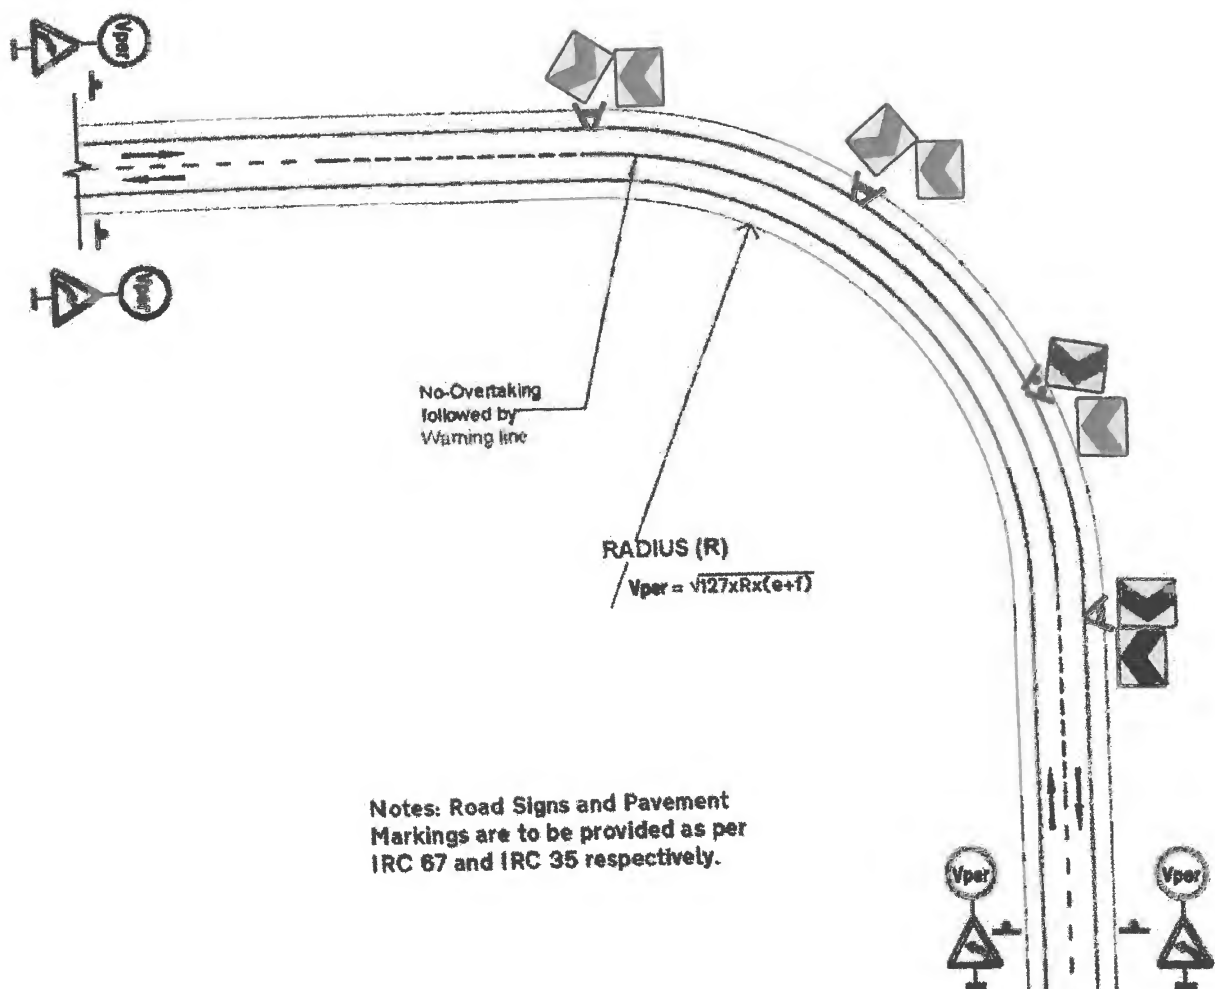 Vper
Vper
No-Overtaking
followed by
Warning line
RADIUS (R)
Vper = √127xRx(e+f)
Notes: Road Signs and Pavement
Markings are to be provided as per
IRC 67 and IRC 35 respectively.
Vper
Vper